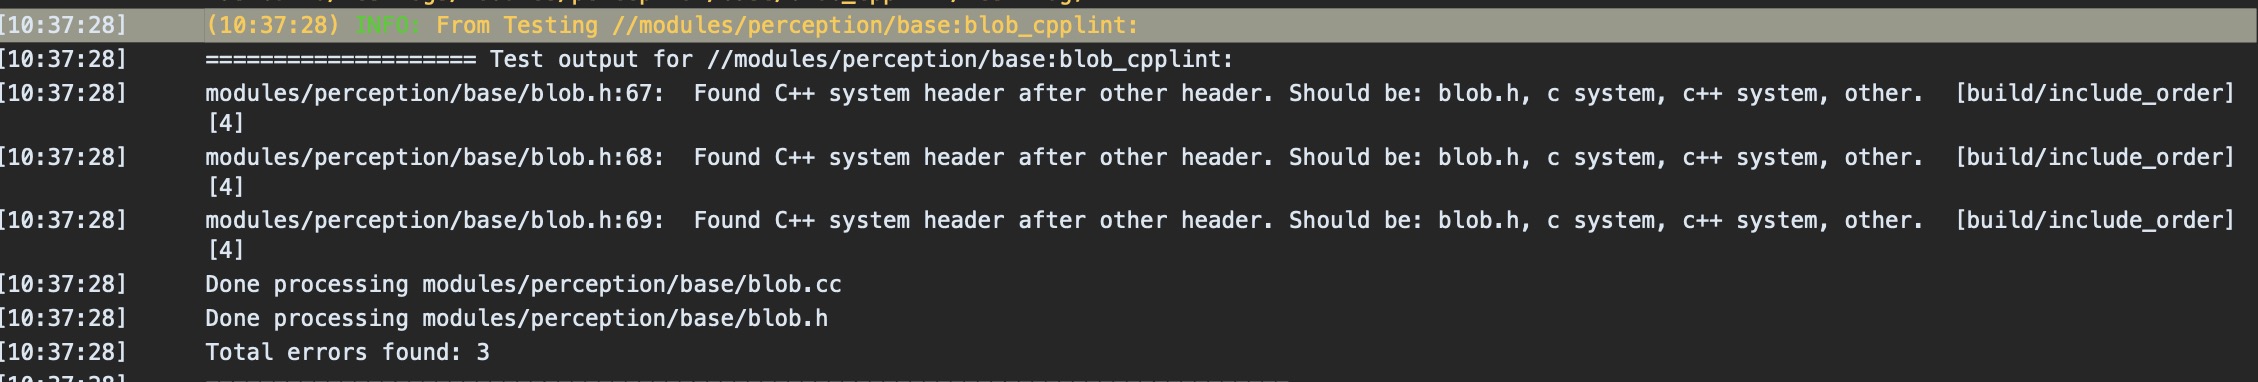 [10:37:28] (10:37:28) INFO: From Testing //modules/perception/base:blob_cpplint:
[10:37:28] ==================== Test output for //modules/perception/base:blob_cpplint:
[10:37:28] modules/perception/base/blob.h:67:  Found C++ system header after other header. Should be: blob.h, c system, c++ system, other.  [build/include_order]
[4]
[10:37:28] modules/perception/base/blob.h:68:  Found C++ system header after other header. Should be: blob.h, c system, c++ system, other.  [build/include_order]
[4]
[10:37:28] modules/perception/base/blob.h:69:  Found C++ system header after other header. Should be: blob.h, c system, c++ system, other.  [build/include_order]
[4]
[10:37:28] Done processing modules/perception/base/blob.cc
[10:37:28] Done processing modules/perception/base/blob.h
[10:37:28] Total errors found: 3